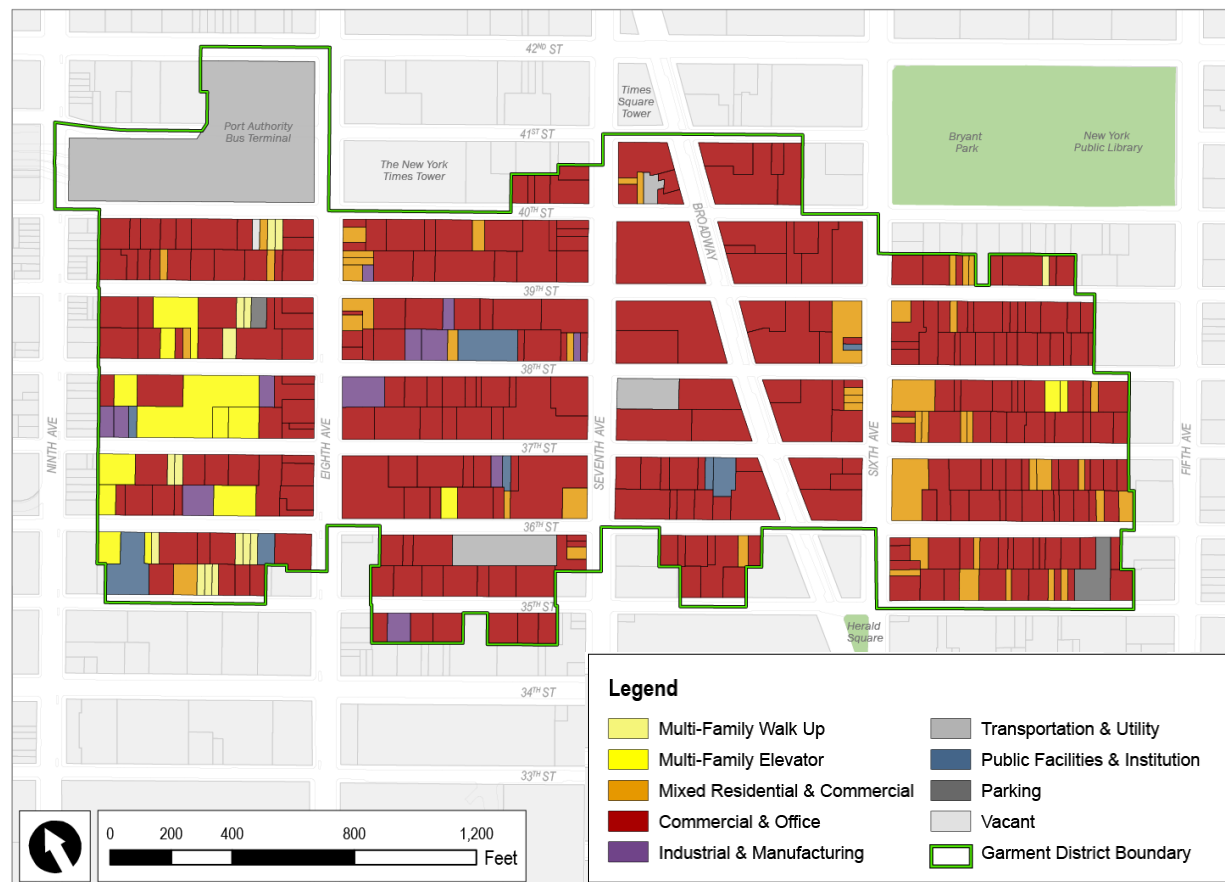 42ND ST
Times
Square
Tower
Port Authority
Bus Terminal
41ST ST
Bryant
Park
New York
Public Library
The New York
Times Tower
40TH ST
BROADWAY
39TH ST
38TH ST
NINTH AVE
EIGHTH AVE
SEVENTH AVE
SIXTH AVE
FIFTH AVE
37TH ST
36TH ST
35TH ST
Herald
Square
34TH ST
33TH ST
Legend
Multi-Family Walk Up
Multi-Family Elevator
Mixed Residential & Commercial
Commercial & Office
Industrial & Manufacturing
Transportation & Utility
Public Facilities & Institution
Parking
Vacant
Garment District Boundary
0 200 400 800 1,200
Feet